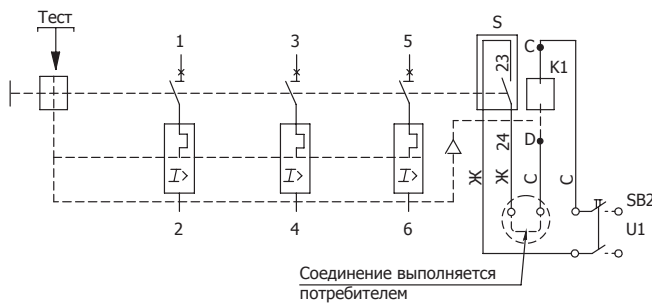 Тест
1
3
5
S
23
C
K1
I>
I>
I>
24
D
Ж
Ж
С
С
2
4
6
SB2
U1
Соединение выполняется
потребителем